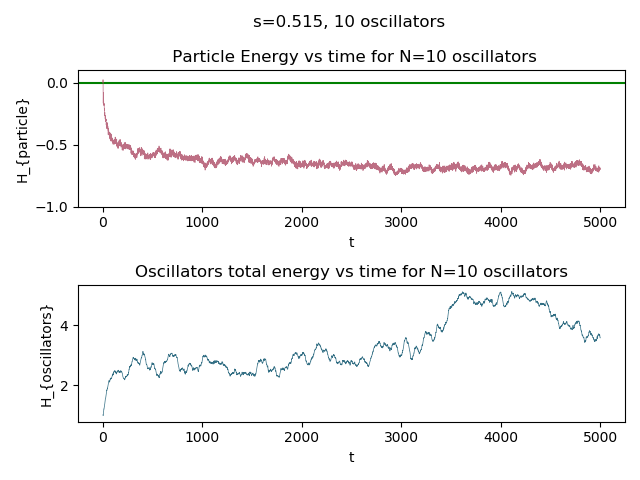 s=0.515, 10 oscillators
Particle Energy vs time for N=10 oscillators
0.0
−0.5
−1.0
H_{particle}
0 1000 2000 3000 4000 5000
t
Oscillators total energy vs time for N=10 oscillators
4
2
H_{oscillators}
0 1000 2000 3000 4000 5000
t